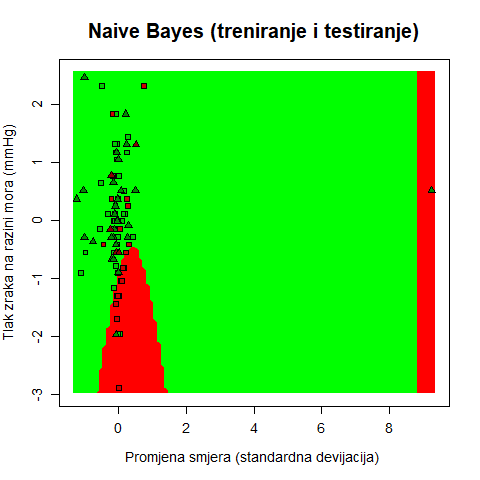 Naive Bayes (treniranje i testiranje)
Tlak zraka na razini mora (mmHg)
2
1
0
-1
-2
-3
0 2 4 6 8
Promjena smjera (standardna devijacija)